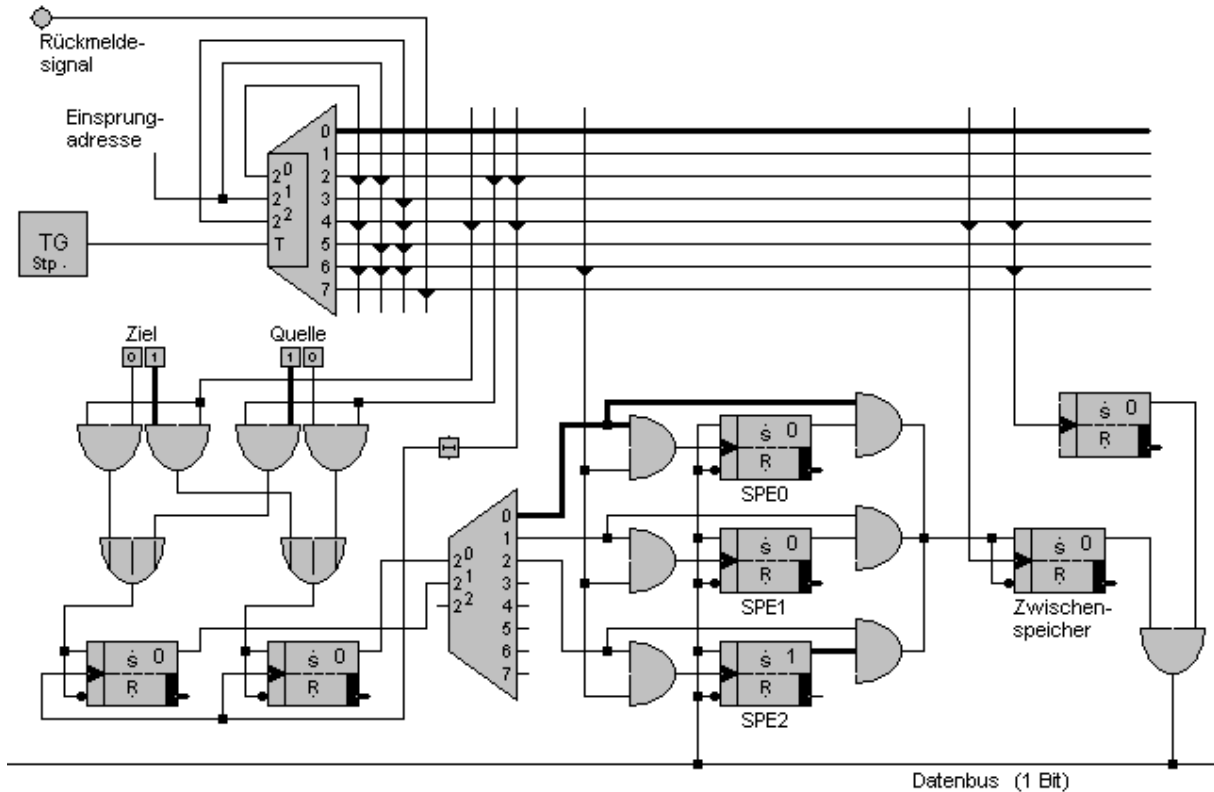 Rückmelde-
signal
Einsprung-
adresse
TG
Stp .
2⁰
2¹
2²
T
0
1
2
3
4
5
6
7
Ziel
0 1
Quelle
1 0
0
1
2
3
4
5
6
7
2⁰
2¹
2²
S 0
R
S 0
R
S 0
R
SPE0
S 0
R
SPE1
S 1
R
SPE2
S 0
R
S 0
R
Zwischen-
speicher
Datenbus (1 Bit)